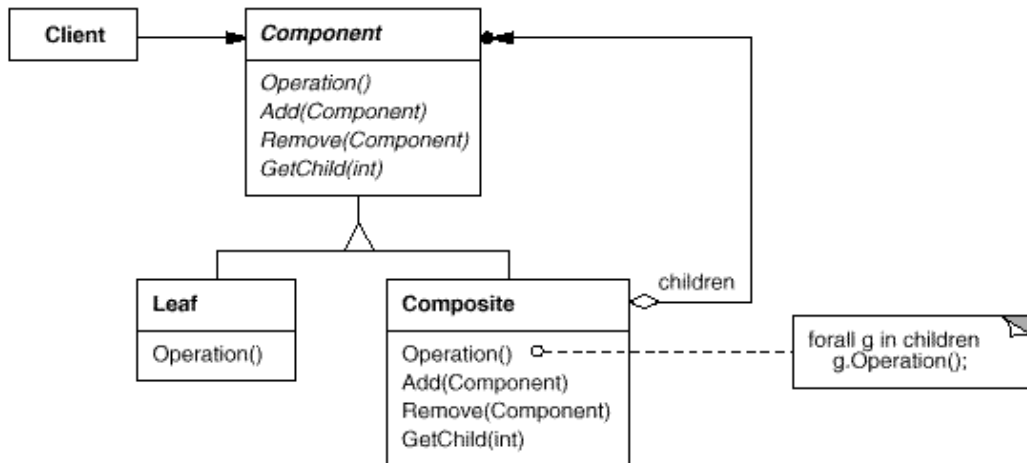 Client
Component
Operation()
Add(Component)
Remove(Component)
GetChild(int)
Leaf
Operation()
Composite
Operation()
Add(Component)
Remove(Component)
GetChild(int)
children
forall g in children
g.Operation();